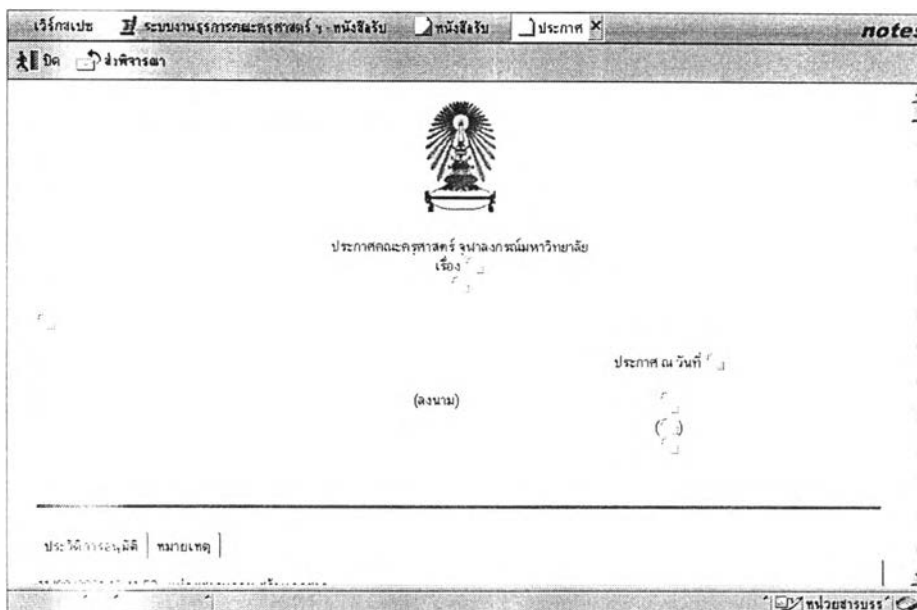 เวิร์กสเปซ ระบบงานธุรการคณะครุศาสตร์ ฯ - หนังสือรับ หนังสือรับ ประกาศ notes
ปิด ส่งพิจารณา
ประกาศคณะครุศาสตร์ จุฬาลงกรณ์มหาวิทยาลัย
เรื่อง
ประกาศ ณ วันที่
(ลงนาม)
( )
ประวัติการอนุมัติ หมายเหตุ
หน่วยสารบรร